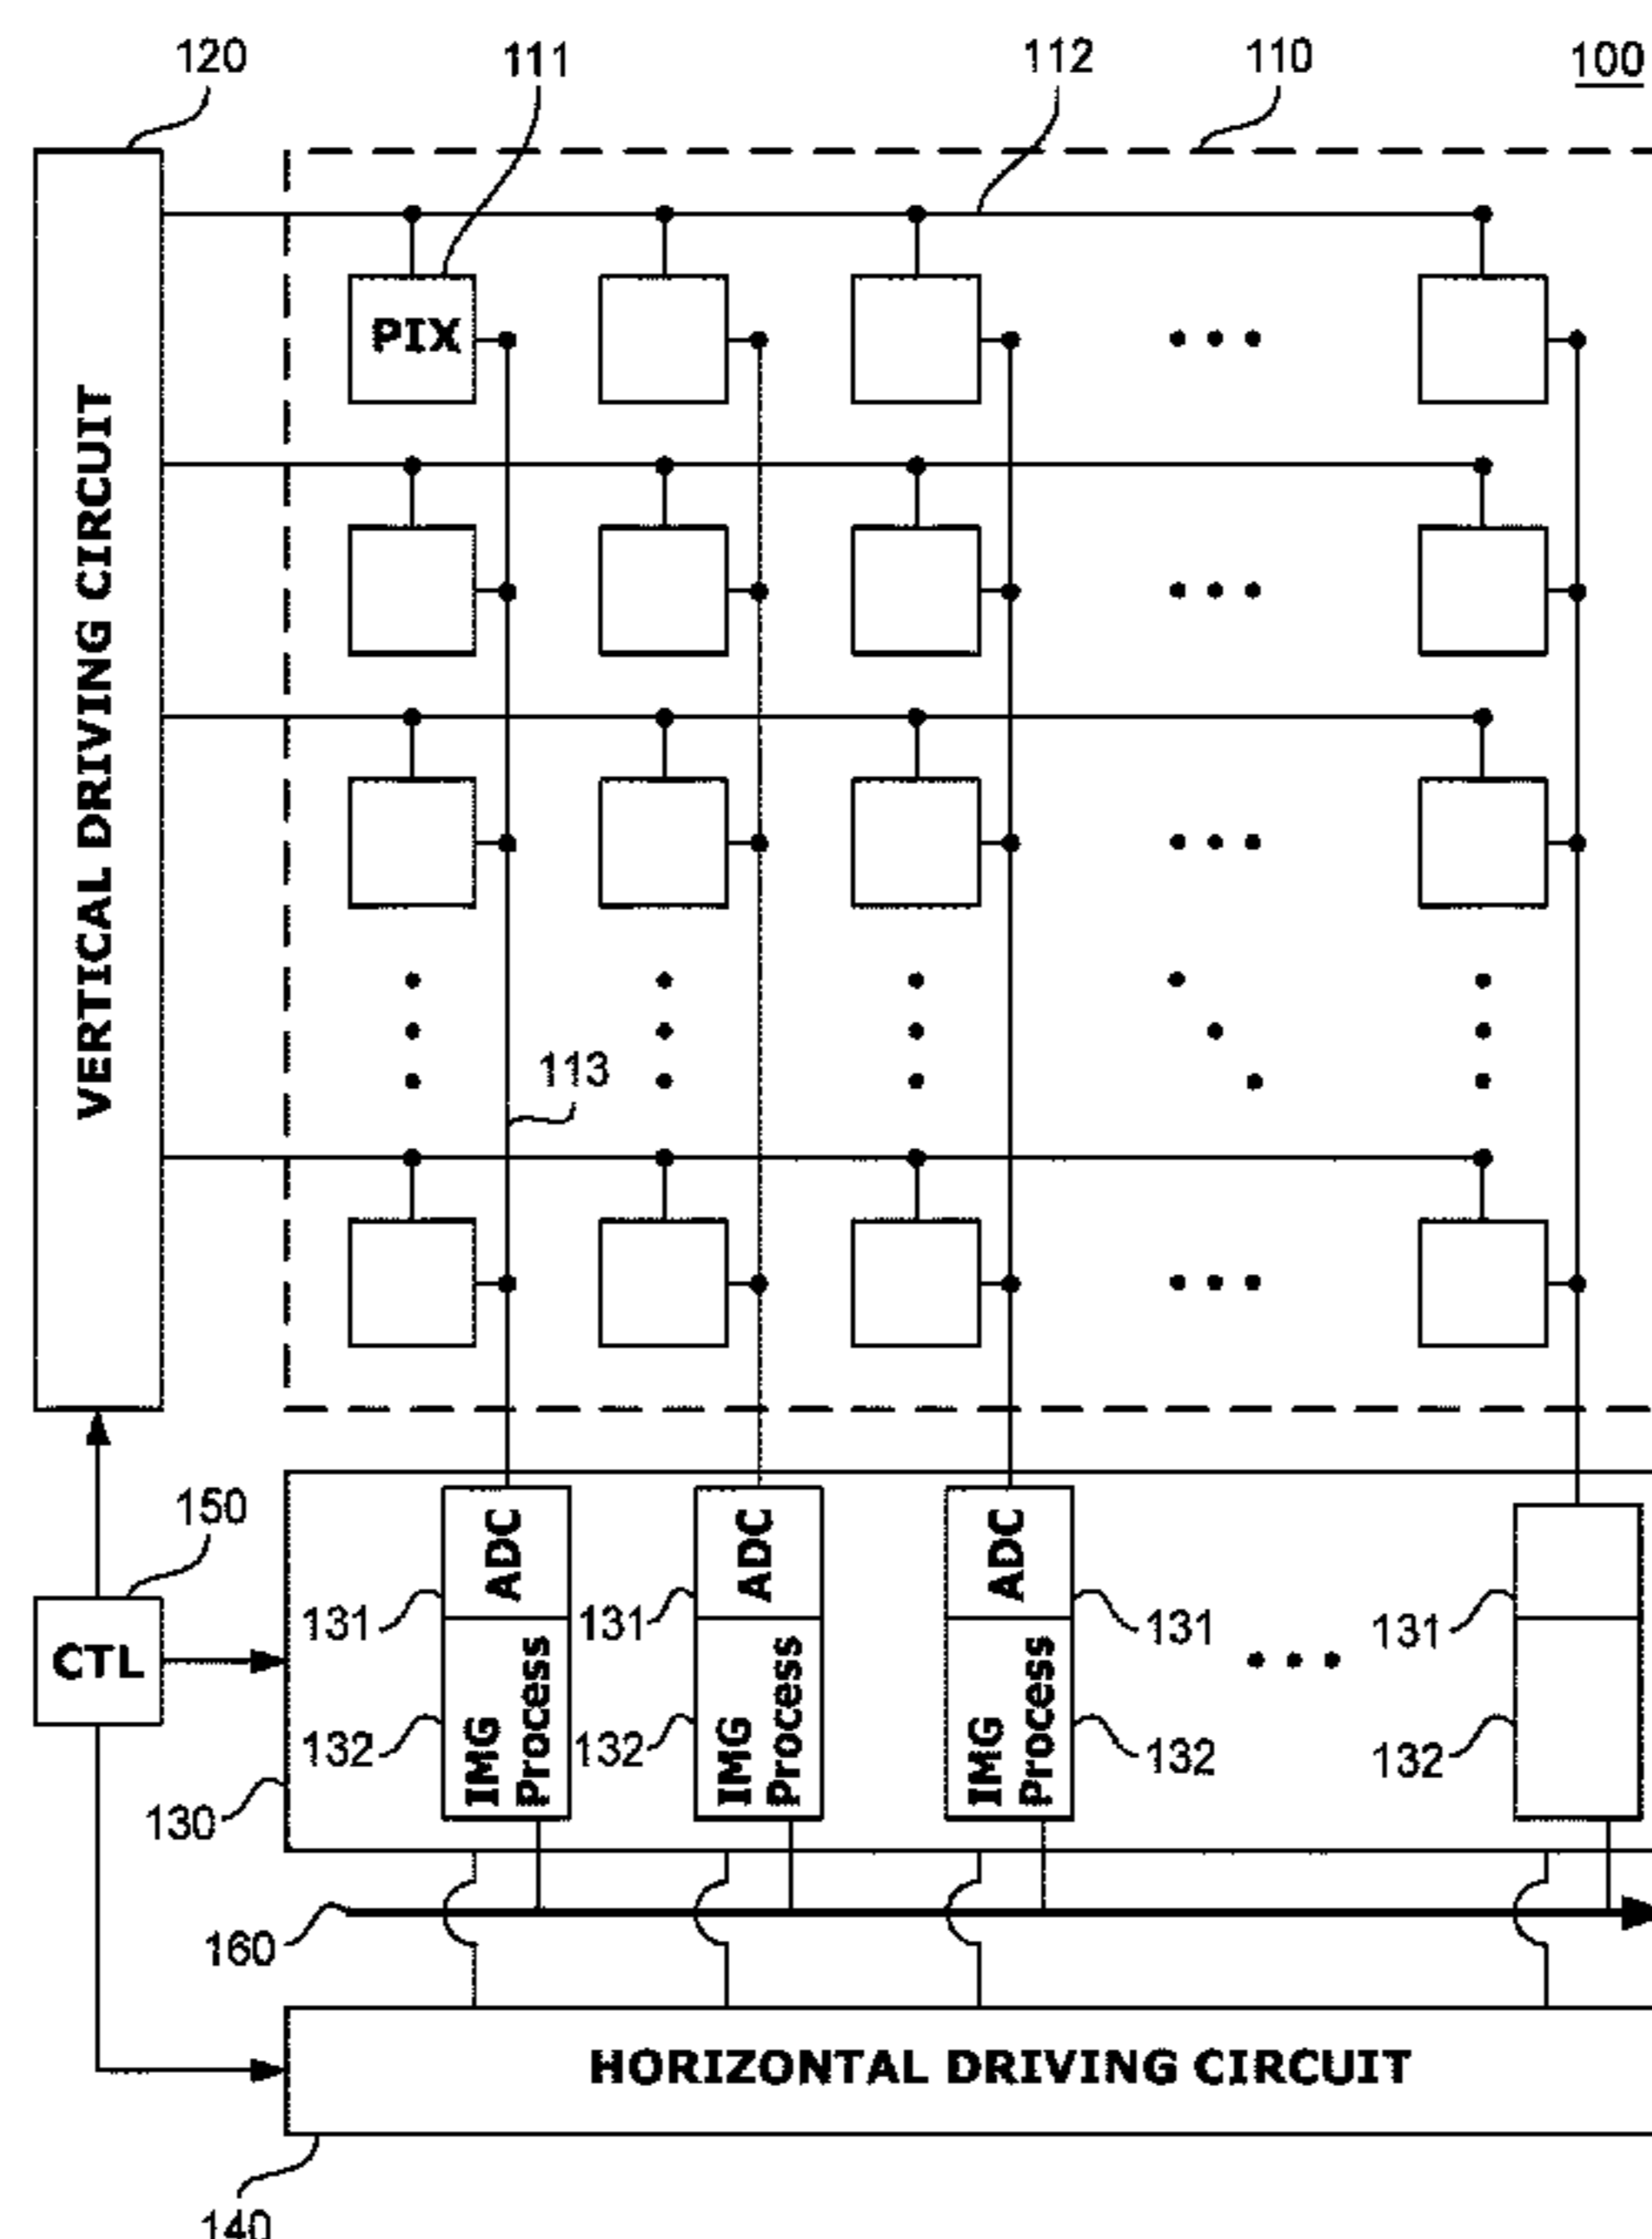 120
111
112
110
100
PIX
VERTICAL DRIVING CIRCUIT
113
150
CTL
ADC
ADC
ADC
131
131
131
131
IMG Process
IMG Process
IMG Process
132
132
132
132
130
160
HORIZONTAL DRIVING CIRCUIT
140